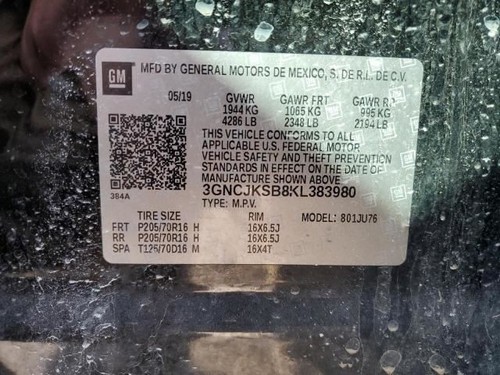 GM
MFD BY GENERAL MOTORS DE MEXICO, S. DE R.L. DE C.V.
05/19 GVWR GAWR FRT GAWR RR
1944 KG 1065 KG 995 KG
4286 LB 2348 LB 2194 LB
THIS VEHICLE CONFORMS TO ALL
APPLICABLE U.S. FEDERAL MOTOR
VEHICLE SAFETY AND THEFT PREVENTION
STANDARDS IN EFFECT ON THE DATE OF
MANUFACTURE SHOWN ABOVE
384A
3GNCJKSB8KL383980
TYPE: M.P.V.
TIRE SIZE RIM MODEL: 801JU76
FRT P205/70R16 H 16X6.5J
RR P205/70R16 H 16X6.5J
SPA T125/70D16 M 16X4T